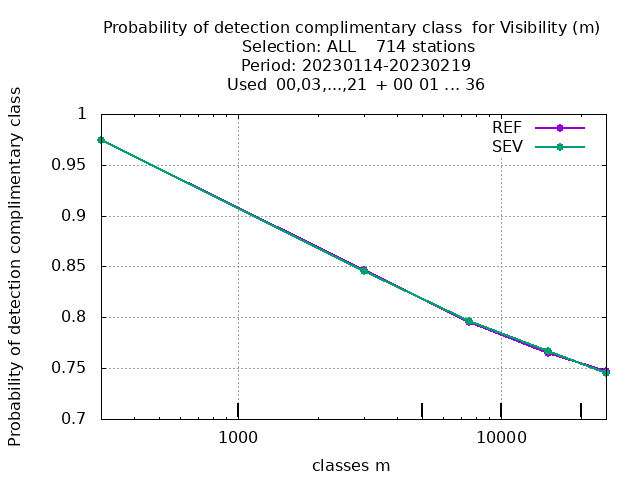 Probability of detection complimentary class  for Visibility (m)
Selection: ALL    714 stations
Period: 20230114-20230219
Used  00,03,...,21  + 00 01 ... 36
REF
SEV
Probability of detection complimentary class
1
0.95
0.9
0.85
0.8
0.75
0.7
1000
10000
classes m